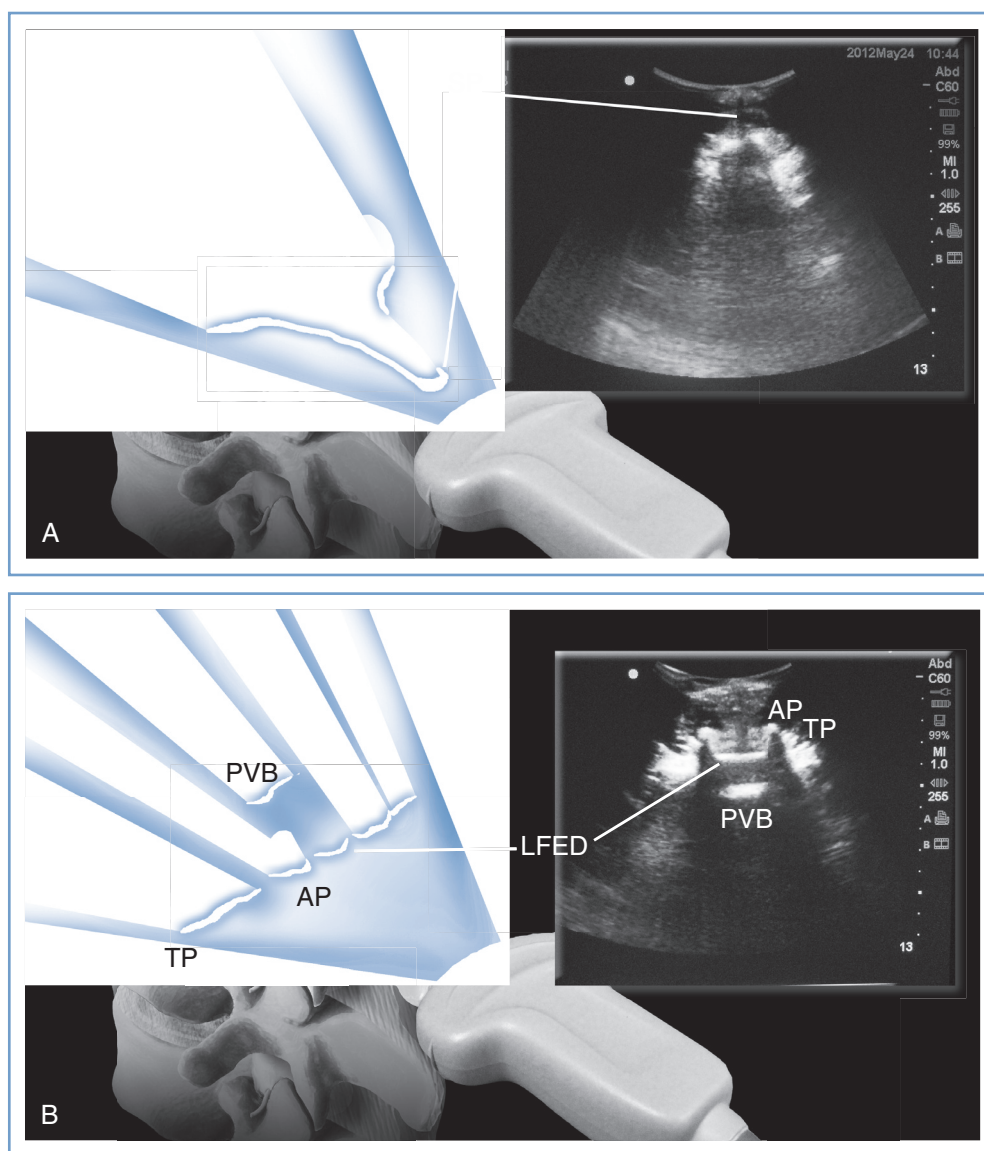 2012May24 10:44
Abd
C60
99%
MI
1.0
255
A
B
13
A
Abd
C60
99%
MI
1.0
255
A
B
13
AP
TP
PVB
LFED
PVB
AP
TP
B